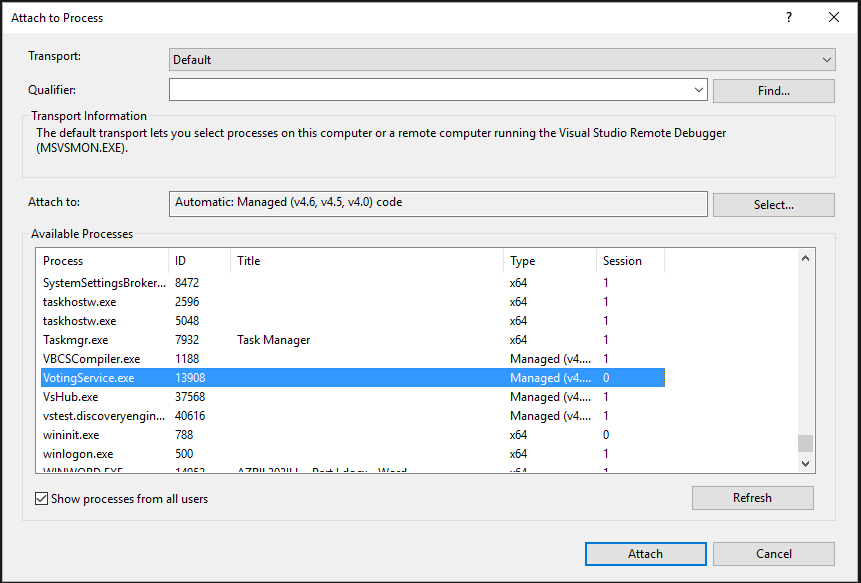 Attach to Process ?
Transport: Default
Qualifier: Find...
Transport Information
The default transport lets you select processes on this computer or a remote computer running the Visual Studio Remote Debugger
(MSVSMON.EXE).
Attach to: Automatic: Managed (v4.6, v4.5, v4.0) code Select...
Available Processes
Process ID Title Type Session
SystemSettingsBroker... 8472 x64 1
taskhostw.exe 2596 x64 1
taskhostw.exe 5048 x64 1
Taskmgr.exe 7932 Task Manager x64 1
VBCSCompiler.exe 1188 Managed (v4.... 1
VotingService.exe 13908 Managed (v4.... 0
VsHub.exe 37568 Managed (v4.... 1
vstest.discoveryengin... 40616 Managed (v4.... 1
wininit.exe 788 x64 0
winlogon.exe 500 x64 1
WINWORD.EXE Word x64 1
Show processes from all users Refresh
Attach Cancel